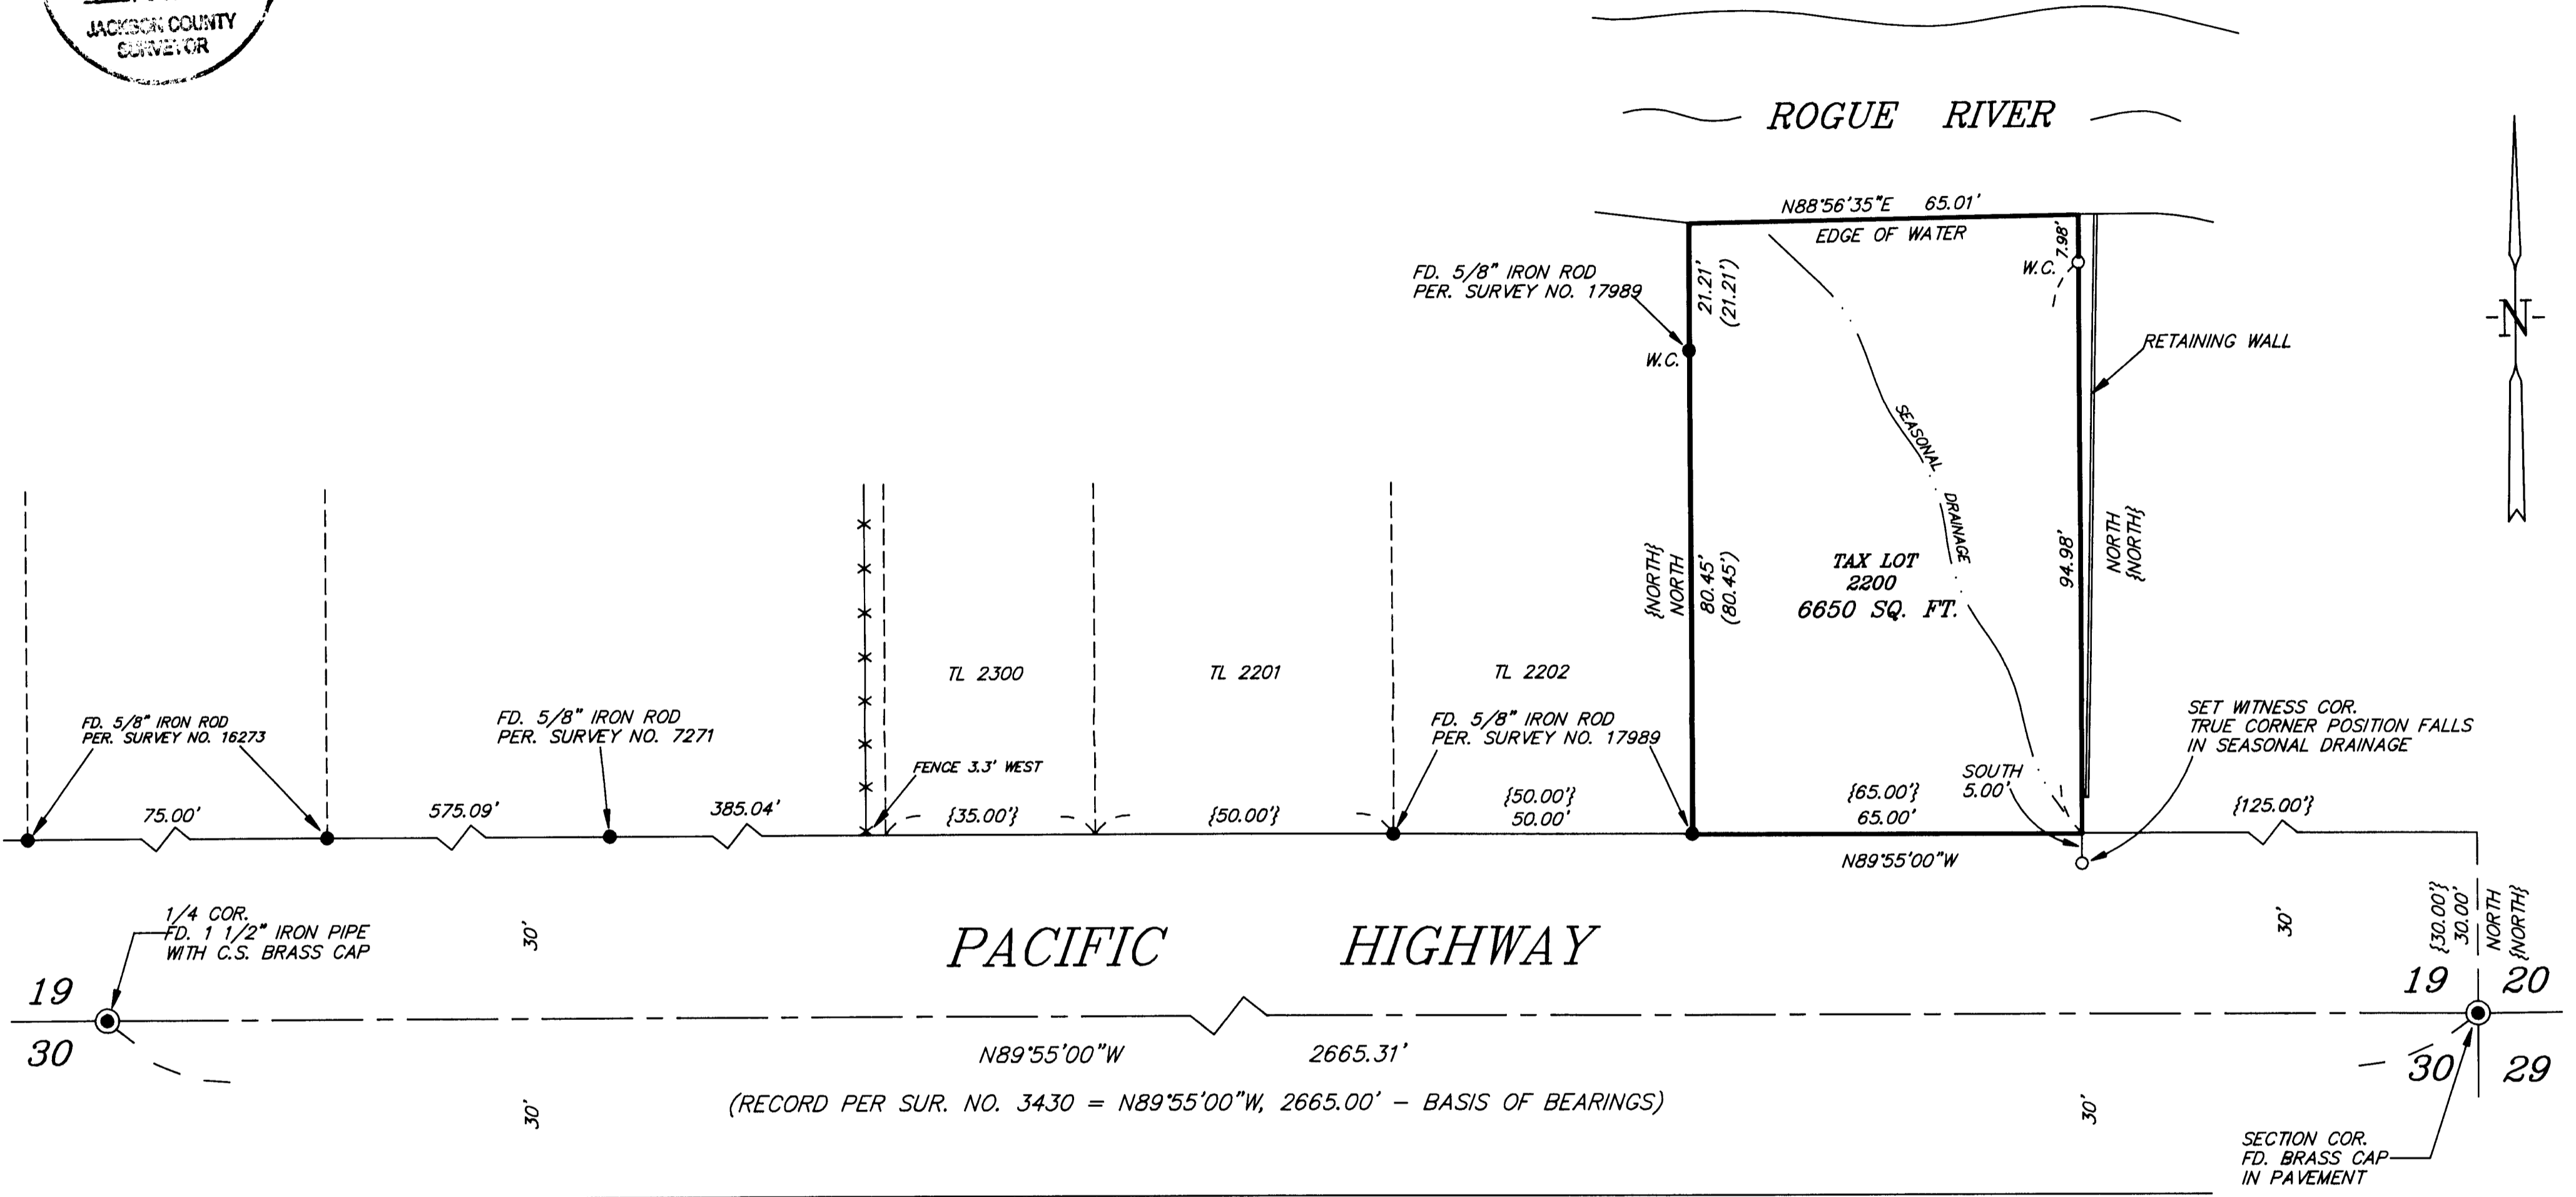 JACKSON COUNTY
SURVEYOR
ROGUE RIVER
N88°56'35"E 65.01'
EDGE OF WATER
7.98'
W.C.
FD. 5/8" IRON ROD
PER. SURVEY NO. 17989
21.21'
(21.21')
W.C.
RETAINING WALL
-N-
SEASONAL DRAINAGE
{NORTH}
NORTH
80.45'
(80.45')
TAX LOT
2200
6650 SQ. FT.
94.98'
NORTH
{NORTH}
TL 2300
TL 2201
TL 2202
FD. 5/8" IRON ROD
PER. SURVEY NO. 16273
FD. 5/8" IRON ROD
PER. SURVEY NO. 7271
FENCE 3.3' WEST
FD. 5/8" IRON ROD
PER. SURVEY NO. 17989
SET WITNESS COR.
TRUE CORNER POSITION FALLS
IN SEASONAL DRAINAGE
SOUTH
5.00'
75.00'
575.09'
385.04'
{35.00'}
{50.00'}
{50.00'}
50.00'
{65.00'}
65.00'
{125.00'}
N89°55'00"W
1/4 COR.
FD. 1 1/2" IRON PIPE
WITH C.S. BRASS CAP
30'
PACIFIC HIGHWAY
30'
{30.00'}
30.00'
NORTH
{NORTH}
19
19 20
30
30 29
N89°55'00"W 2665.31'
(RECORD PER SUR. NO. 3430 = N89°55'00"W, 2665.00' - BASIS OF BEARINGS)
30'
30'
SECTION COR.
FD. BRASS CAP
IN PAVEMENT